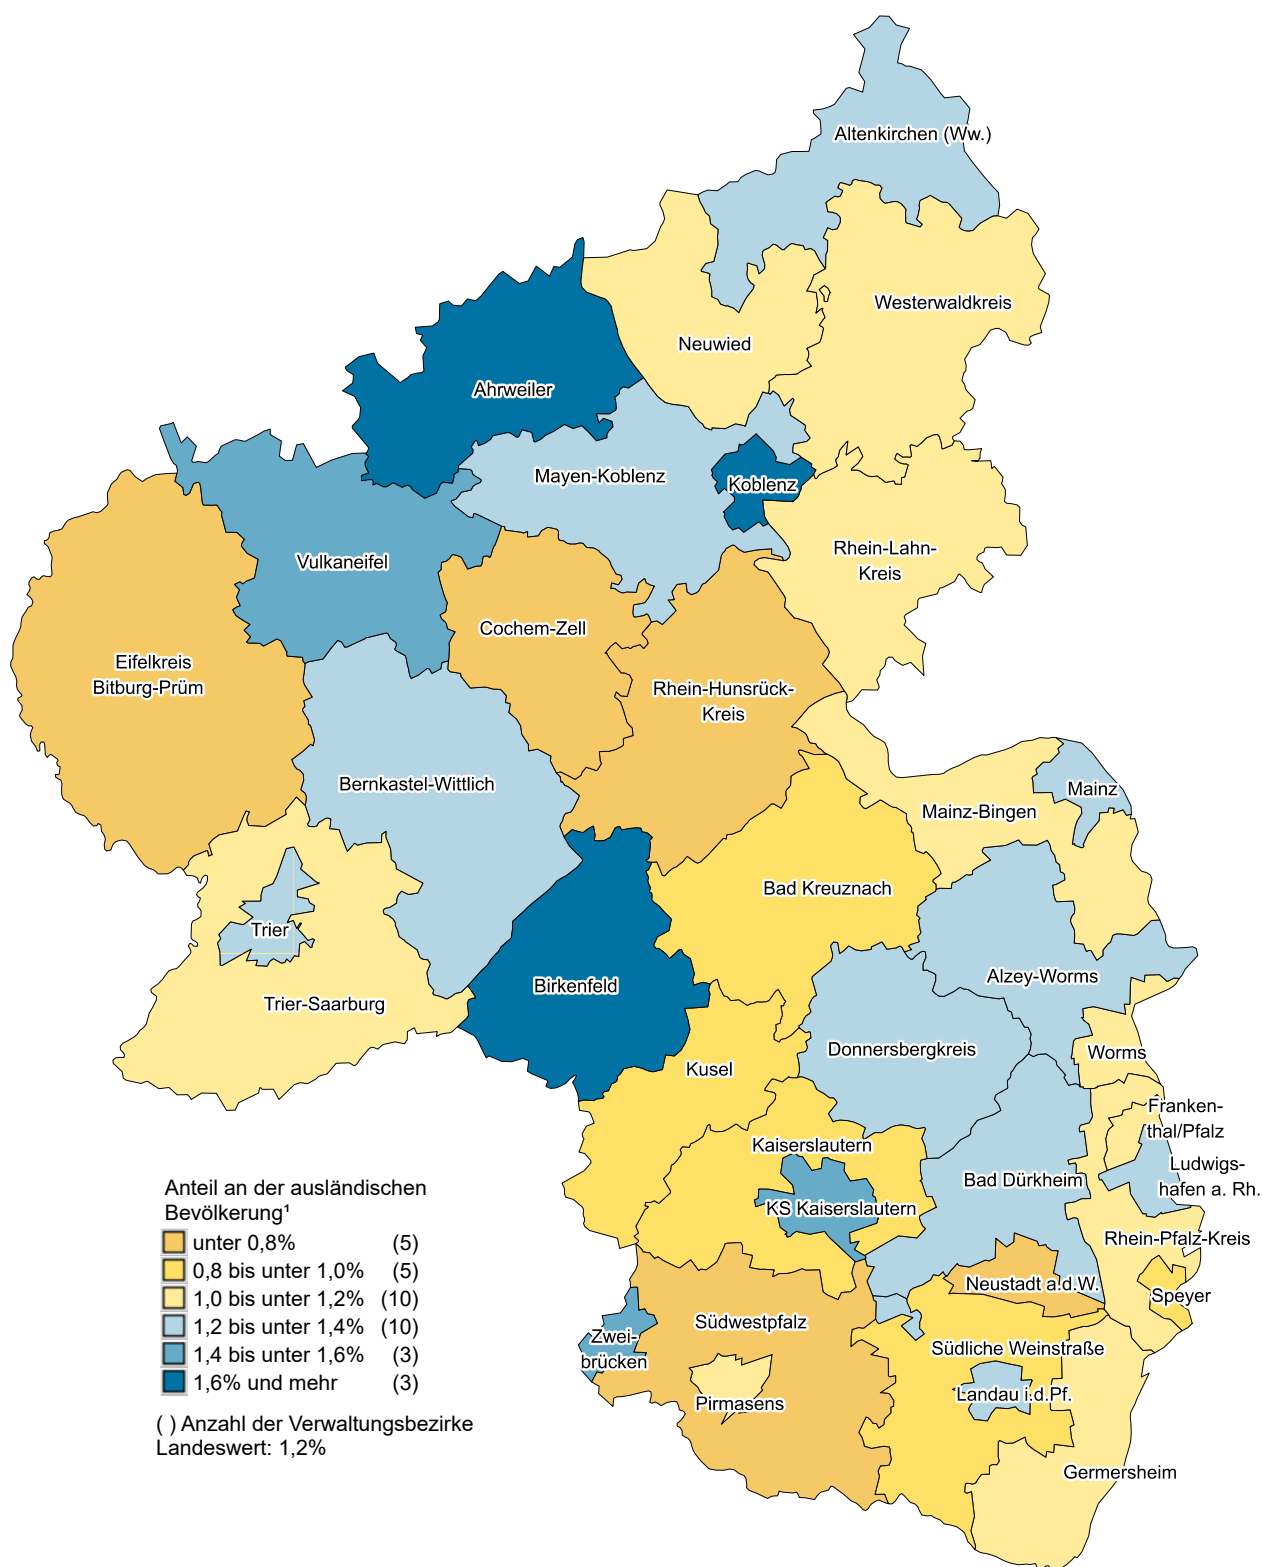 Altenkirchen (Ww.)
Westerwaldkreis
Neuwied
Ahrweiler
Mayen-Koblenz
Koblenz
Rhein-Lahn-
Kreis
Vulkaneifel
Cochem-Zell
Eifelkreis
Bitburg-Prüm
Rhein-Hunsrück-
Kreis
Bernkastel-Wittlich
Mainz
Mainz-Bingen
Bad Kreuznach
Trier
Alzey-Worms
Birkenfeld
Trier-Saarburg
Donnersbergkreis
Worms
Kusel
Franken-
thal/Pfalz
Kaiserslautern
Ludwigs-
hafen a. Rh.
Bad Dürkheim
KS Kaiserslautern
Rhein-Pfalz-Kreis
Neustadt a.d.W.
Speyer
Südwestpfalz
Zwei-
brücken
Südliche Weinstraße
Landau i.d.Pf.
Pirmasens
Germersheim
Anteil an der ausländischen
Bevölkerung¹
unter 0,8% (5)
0,8 bis unter 1,0% (5)
1,0 bis unter 1,2% (10)
1,2 bis unter 1,4% (10)
1,4 bis unter 1,6% (3)
1,6% und mehr (3)
( ) Anzahl der Verwaltungsbezirke
Landeswert: 1,2%